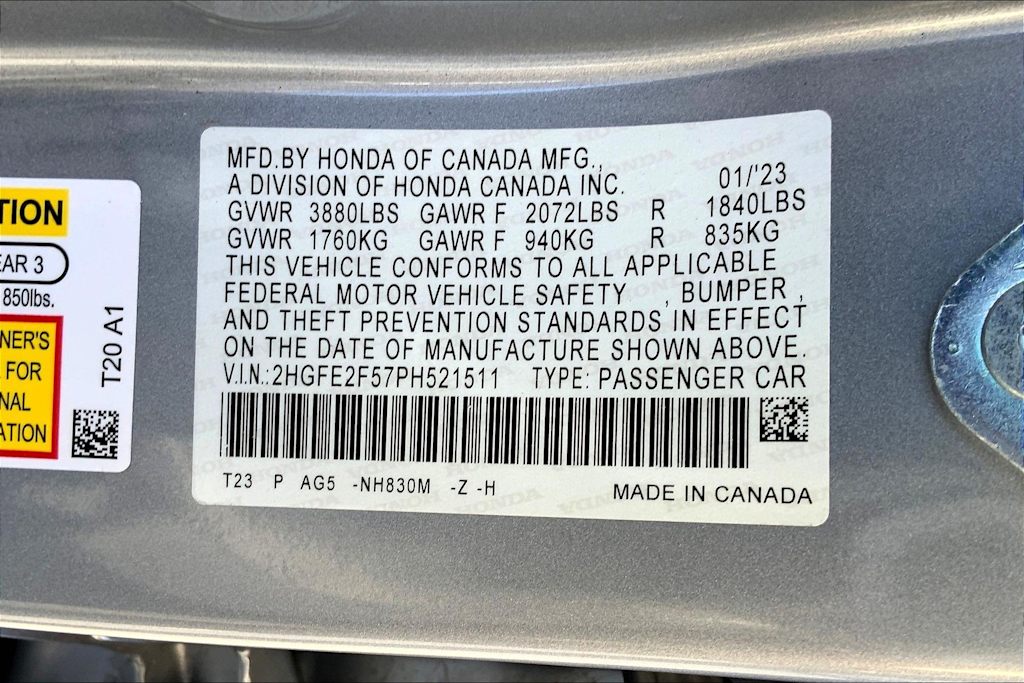 TION
EAR 3
850lbs.
NER'S
FOR
NAL
ATION
T20 A1
MFD.BY HONDA OF CANADA MFG.,
A DIVISION OF HONDA CANADA INC. 01/'23
GVWR 3880LBS GAWR F 2072LBS R 1840LBS
GVWR 1760KG GAWR F 940KG R 835KG
THIS VEHICLE CONFORMS TO ALL APPLICABLE
FEDERAL MOTOR VEHICLE SAFETY , BUMPER ,
AND THEFT PREVENTION STANDARDS IN EFFECT
ON THE DATE OF MANUFACTURE SHOWN ABOVE.
V.I.N.:2HGFE2F57PH521511 TYPE: PASSENGER CAR
T23 P AG5 -NH830M -Z -H MADE IN CANADA